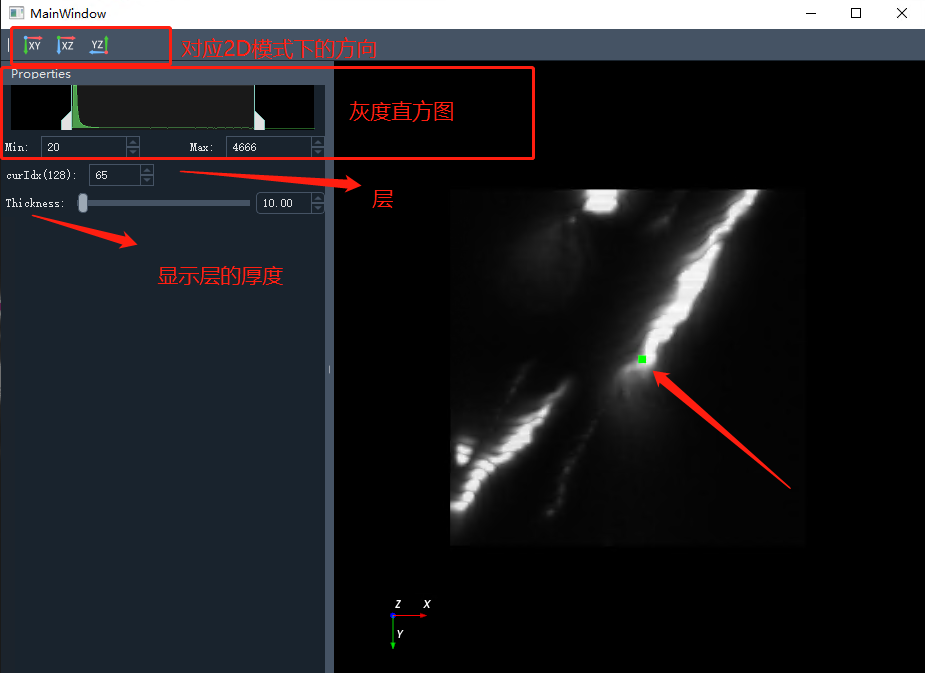 MainWindow
XY XZ YZ 对应2D模式下的方向
Properties
灰度直方图
Min: 20 Max: 4666
curIdx(128): 65
层
Thickness: 10.00
显示层的厚度
Z X
Y